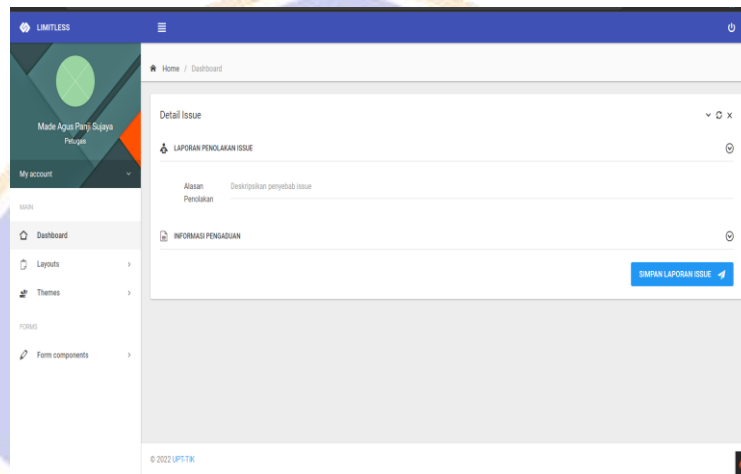 LIMITLESS
Home / Dashboard
Made Agus Panji Sujaya
Petugas
My account
MAIN
Dashboard
Layouts
Themes
FORMS
Form components
Detail Issue
LAPORAN PENOLAKAN ISSUE
Alasan
Penolakan
Deskripsikan penyebab issue
INFORMASI PENGADUAN
SIMPAN LAPORAN ISSUE
© 2022 UPT-TIK